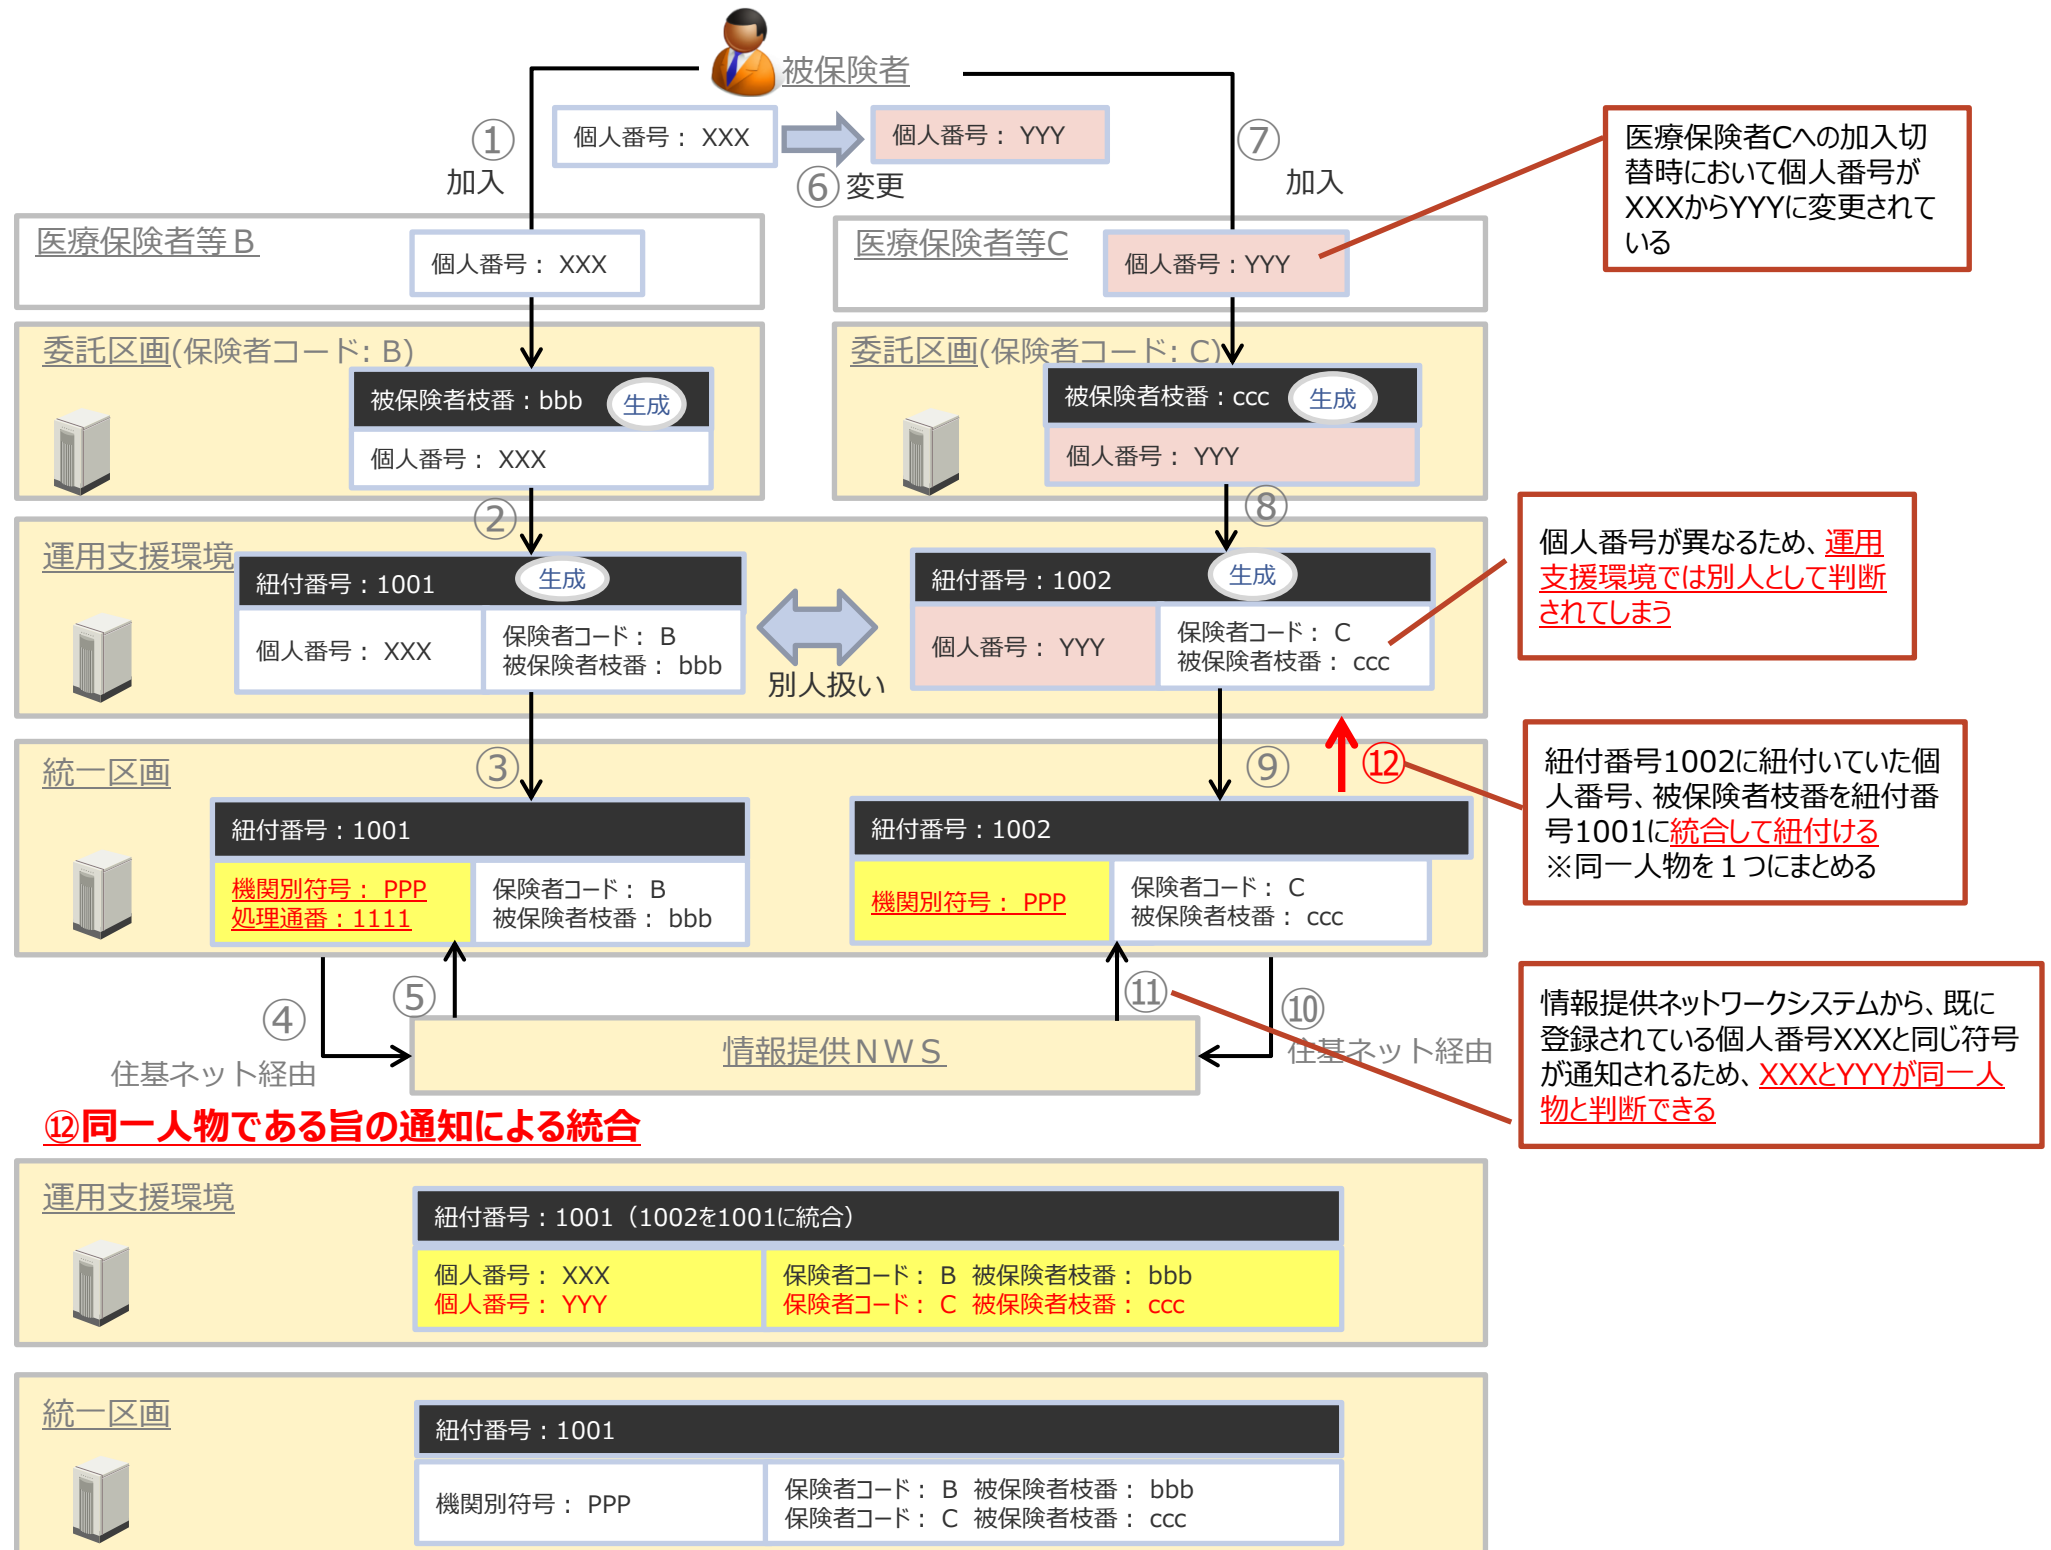 被保険者
① 加入
個人番号： XXX
個人番号： YYY
⑥ 変更
⑦ 加入
医療保険者Cへの加入切
替時において個人番号が
XXXからYYYに変更されて
いる
医療保険者等Ｂ
個人番号： XXX
医療保険者等C
個人番号：YYY
委託区画(保険者コード: B)
被保険者枝番：bbb 生成
個人番号： XXX
委託区画(保険者コード: C)
被保険者枝番：ccc 生成
個人番号： YYY
②
⑧
運用支援環境
紐付番号：1001 生成
個人番号： XXX
保険者コード： B
被保険者枝番： bbb
別人扱い
紐付番号：1002 生成
個人番号： YYY
保険者コード： C
被保険者枝番： ccc
個人番号が異なるため、運用
支援環境では別人として判断
されてしまう
統一区画
③
⑨
⑫
紐付番号：1001
機関別符号： PPP
処理通番：1111
保険者コード： B
被保険者枝番： bbb
紐付番号：1002
機関別符号： PPP
保険者コード： C
被保険者枝番： ccc
紐付番号1002に紐付いていた個
人番号、被保険者枝番を紐付番
号1001に統合して紐付ける
※同一人物を１つにまとめる
④
住基ネット経由
⑤
情報提供ＮＷＳ
⑪
⑩
住基ネット経由
情報提供ネットワークシステムから、既に
登録されている個人番号XXXと同じ符号
が通知されるため、XXXとYYYが同一人
物と判断できる
⑫同一人物である旨の通知による統合
運用支援環境
紐付番号：1001（1002を1001に統合）
個人番号： XXX
個人番号： YYY
保険者コード： B 被保険者枝番： bbb
保険者コード： C 被保険者枝番： ccc
統一区画
紐付番号：1001
機関別符号： PPP
保険者コード： B 被保険者枝番： bbb
保険者コード： C 被保険者枝番： ccc